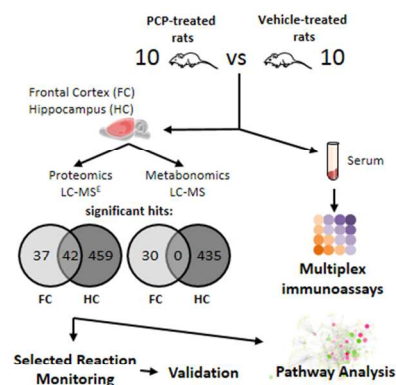 PCP-treated rats
Vehicle-treated rats
10 vs 10
Frontal Cortex (FC)
Hippocampus (HC)
Serum
Proteomics
LC-MSᴱ
Metabonomics
LC-MS
significant hits:
37 42 459
30 0 435
FC HC
FC HC
Multiplex
immunoassays
Selected Reaction
Monitoring
Validation
Pathway Analysis